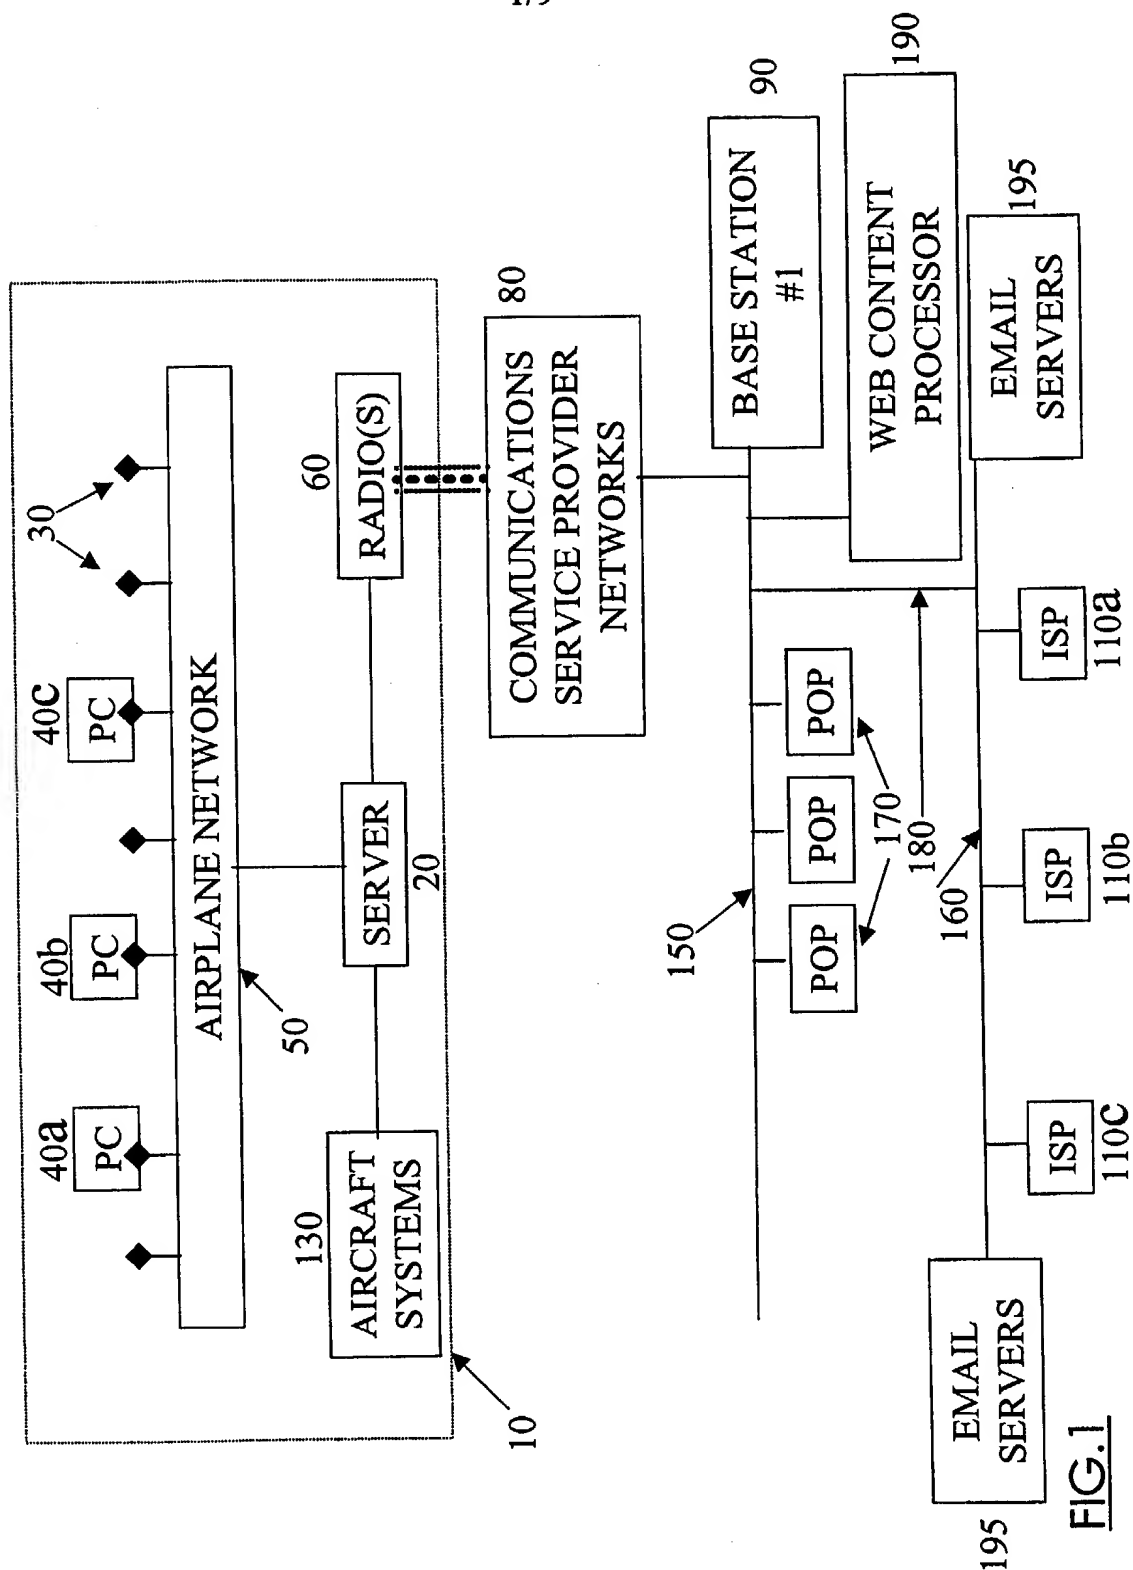 40a
PC
40b
PC
40c
PC
30
AIRPLANE NETWORK
50
130
AIRCRAFT
SYSTEMS
SERVER
20
60
RADIO(S)
10
80
COMMUNICATIONS
SERVICE PROVIDER
NETWORKS
150
BASE STATION
#1
90
POP
POP
POP
170
180
WEB CONTENT
PROCESSOR
190
160
EMAIL
SERVERS
195
EMAIL
SERVERS
195
ISP
110c
ISP
110b
ISP
110a
FIG.1